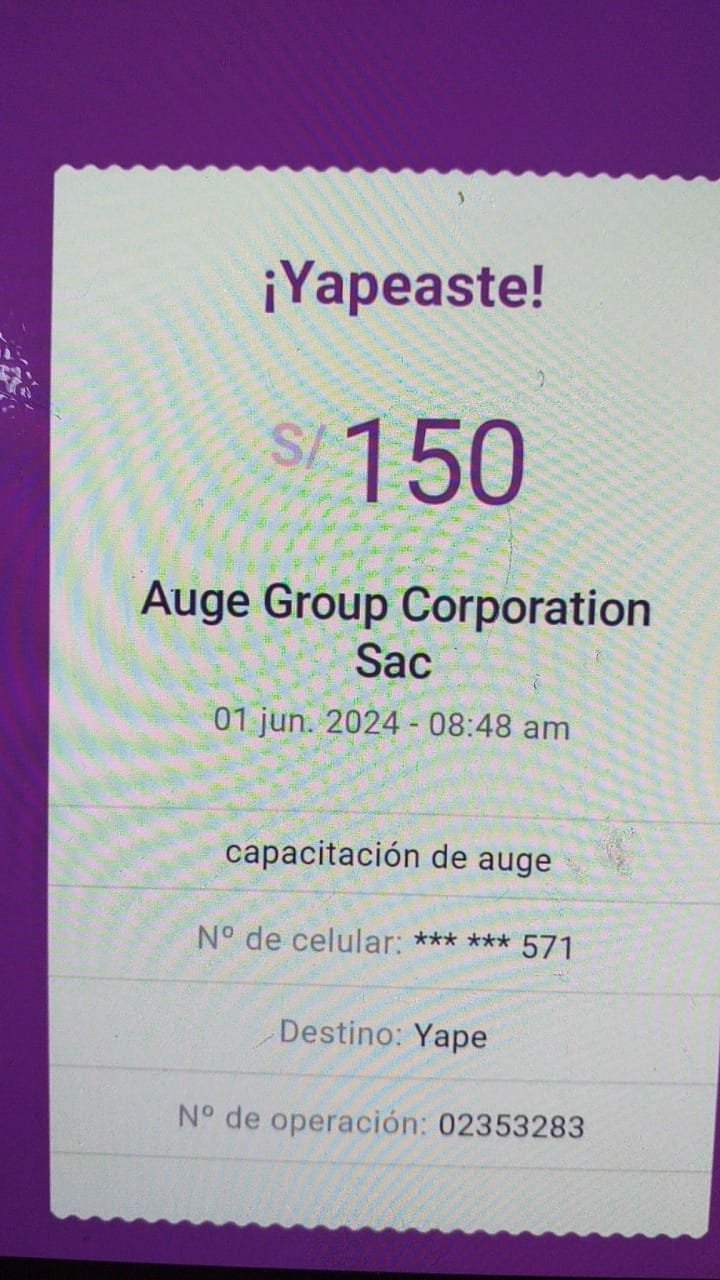 ¡Yapeaste!
S/ 150
Auge Group Corporation
Sac
01 jun. 2024 - 08:48 am
capacitación de auge
Nº de celular: *** *** 571
Destino: Yape
Nº de operación: 02353283